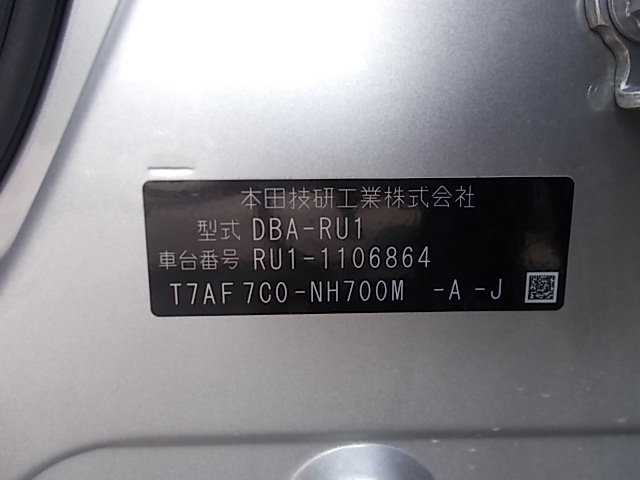 本田技研工業株式会社
型式 DBA-RU1
車台番号 RU1-1106864
T7AF 7C0-NH700M -A -J